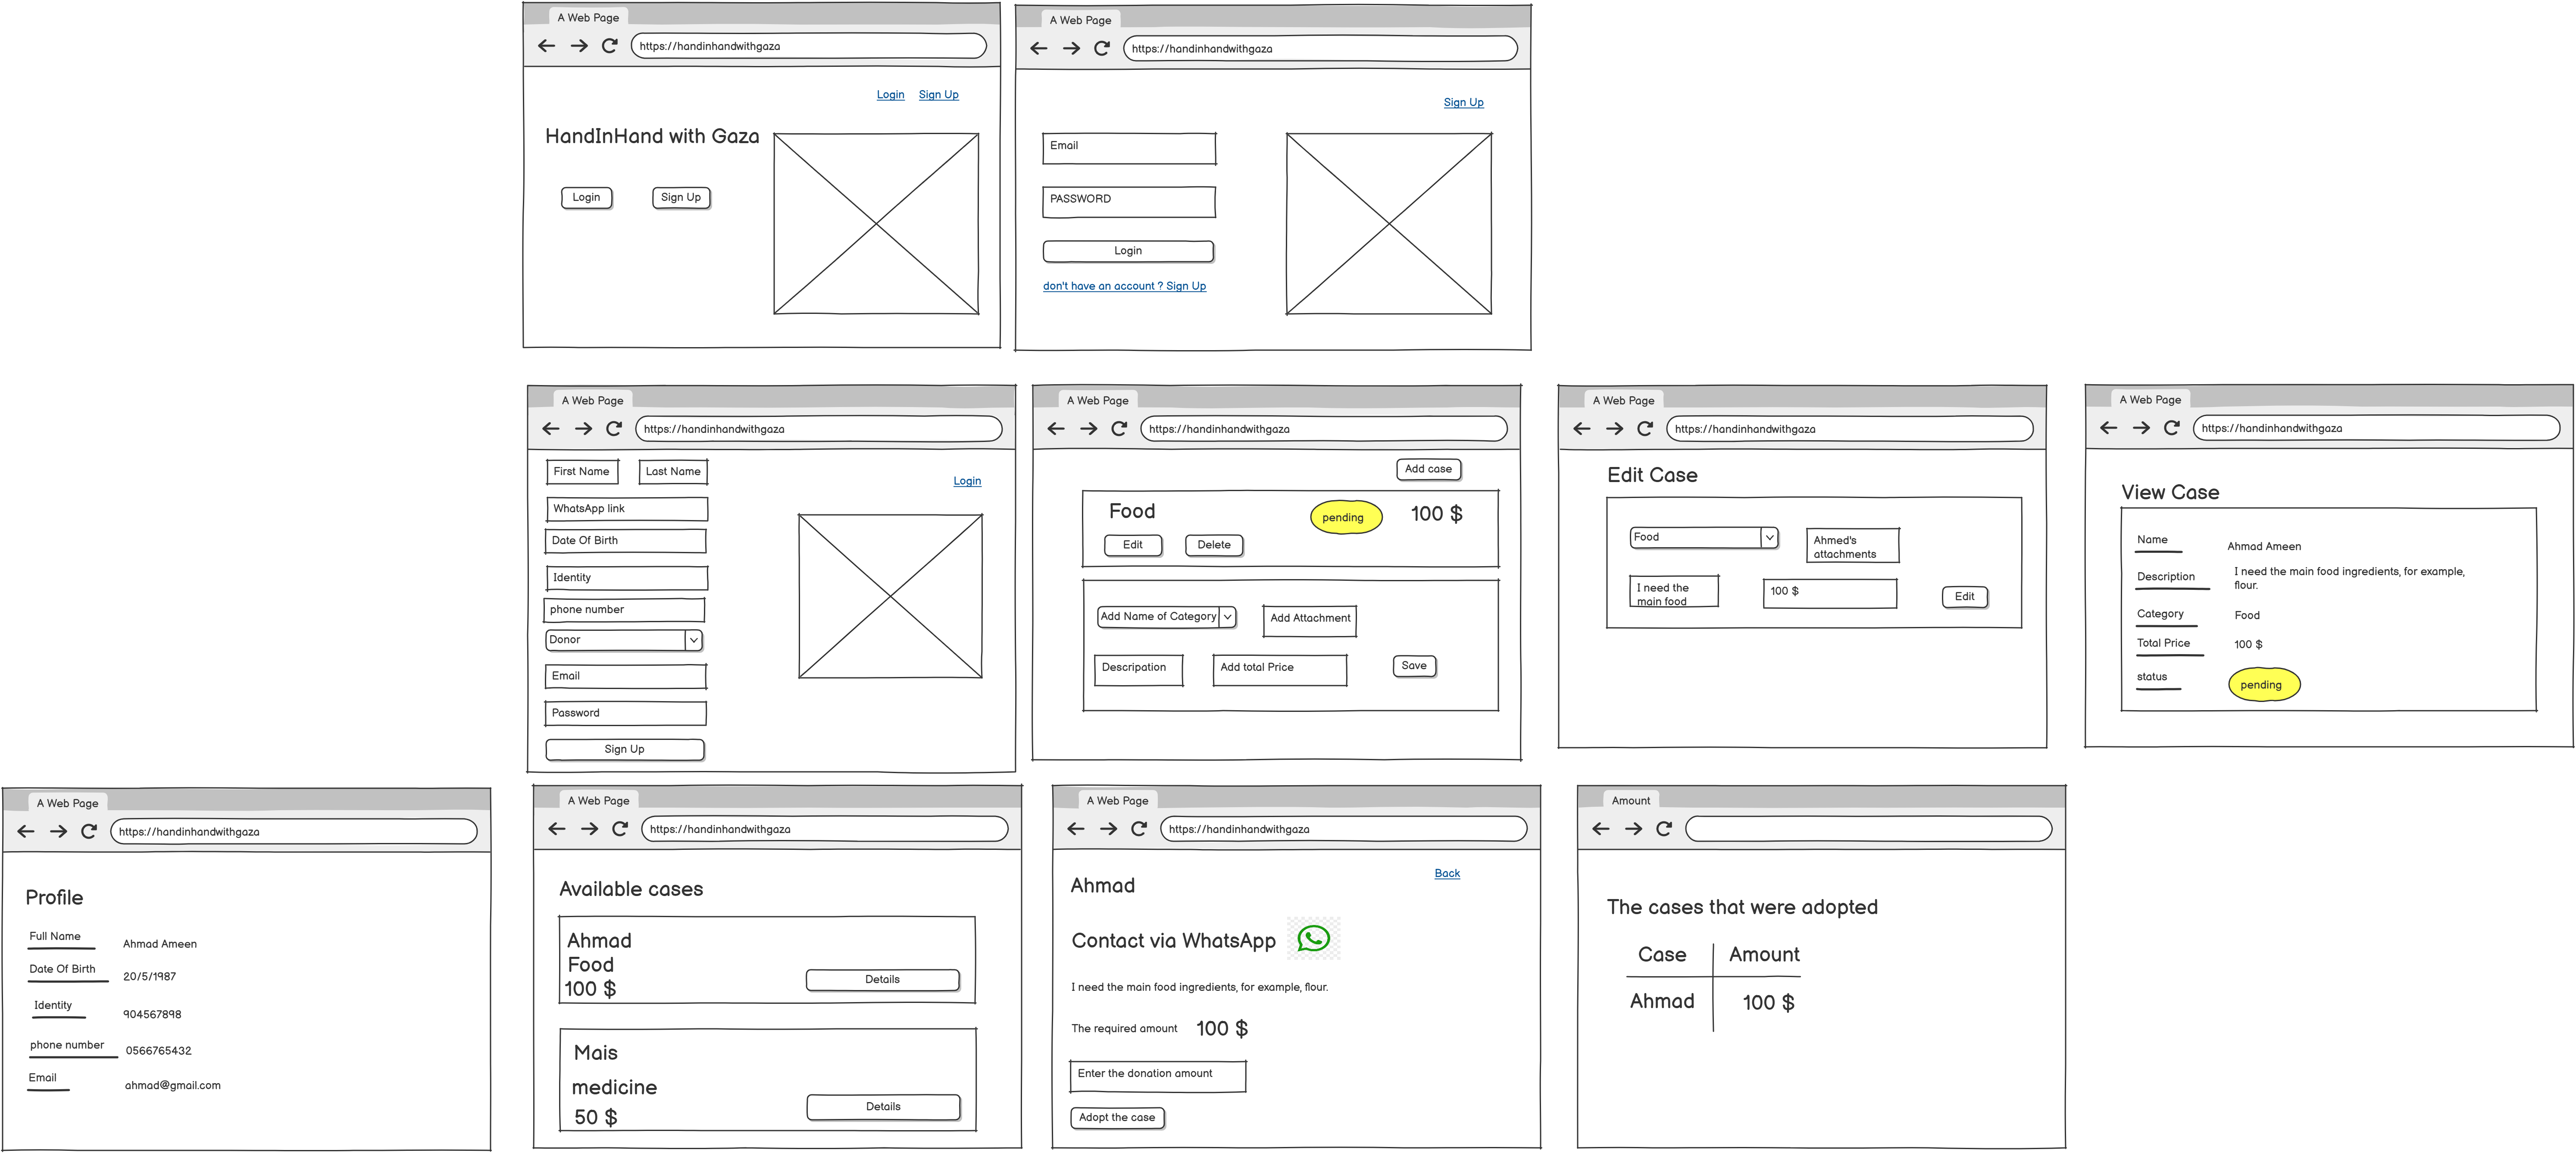 A Web Page
https://handinhandwithgaza
Login Sign Up
HandInHand with Gaza
Login Sign Up
A Web Page
https://handinhandwithgaza
Sign Up
Email
PASSWORD
Login
don't have an account ? Sign Up
A Web Page
https://handinhandwithgaza
First Name Last Name
Login
WhatsApp link
Date Of Birth
Identity
phone number
Donor
Email
Password
Sign Up
A Web Page
https://handinhandwithgaza
Add case
Food pending 100 $
Edit Delete
Add Name of Category Add Attachment
Descripation Add total Price Save
A Web Page
https://handinhandwithgaza
Edit Case
Food
Ahmed's
attachments
I need the
main food
100 $
Edit
A Web Page
https://handinhandwithgaza
View Case
Name Ahmad Ameen
Description I need the main food ingredients, for example,
flour.
Category Food
Total Price 100 $
status pending
A Web Page
https://handinhandwithgaza
Profile
Full Name Ahmad Ameen
Date Of Birth 20/5/1987
Identity 904567898
phone number 0566765432
Email ahmad@gmail.com
A Web Page
https://handinhandwithgaza
Available cases
Ahmad
Food
100 $
Details
Mais
medicine
50 $
Details
A Web Page
https://handinhandwithgaza
Back
Ahmad
Contact via WhatsApp
I need the main food ingredients, for example, flour.
The required amount 100 $
Enter the donation amount
Adopt the case
Amount
The cases that were adopted
Case Amount
Ahmad 100 $